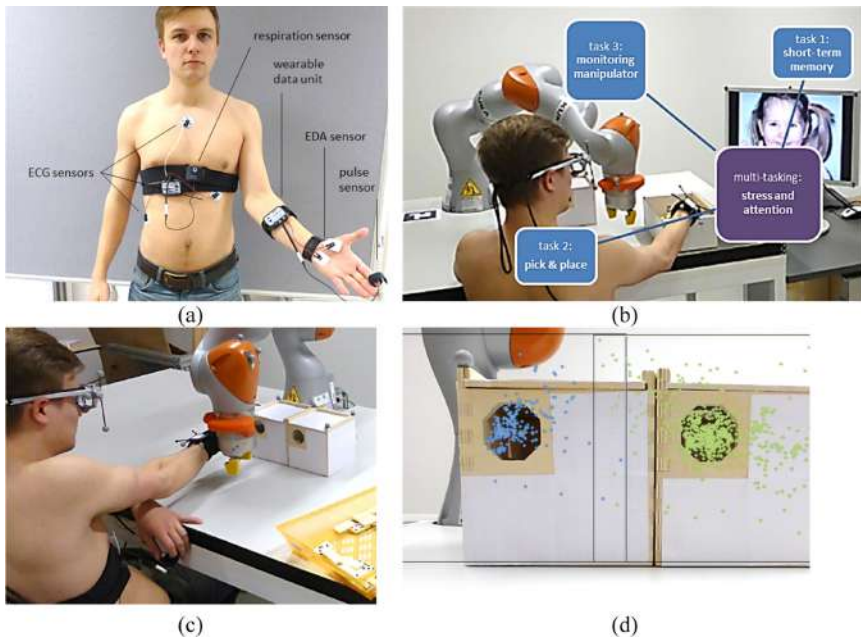 respiration sensor
wearable
data unit
EDA sensor
pulse
sensor
ECG sensors
(a)
task 3:
monitoring
manipulator
task 1:
short-term
memory
multi-tasking:
stress and
attention
task 2:
pick & place
(b)
(c)
(d)